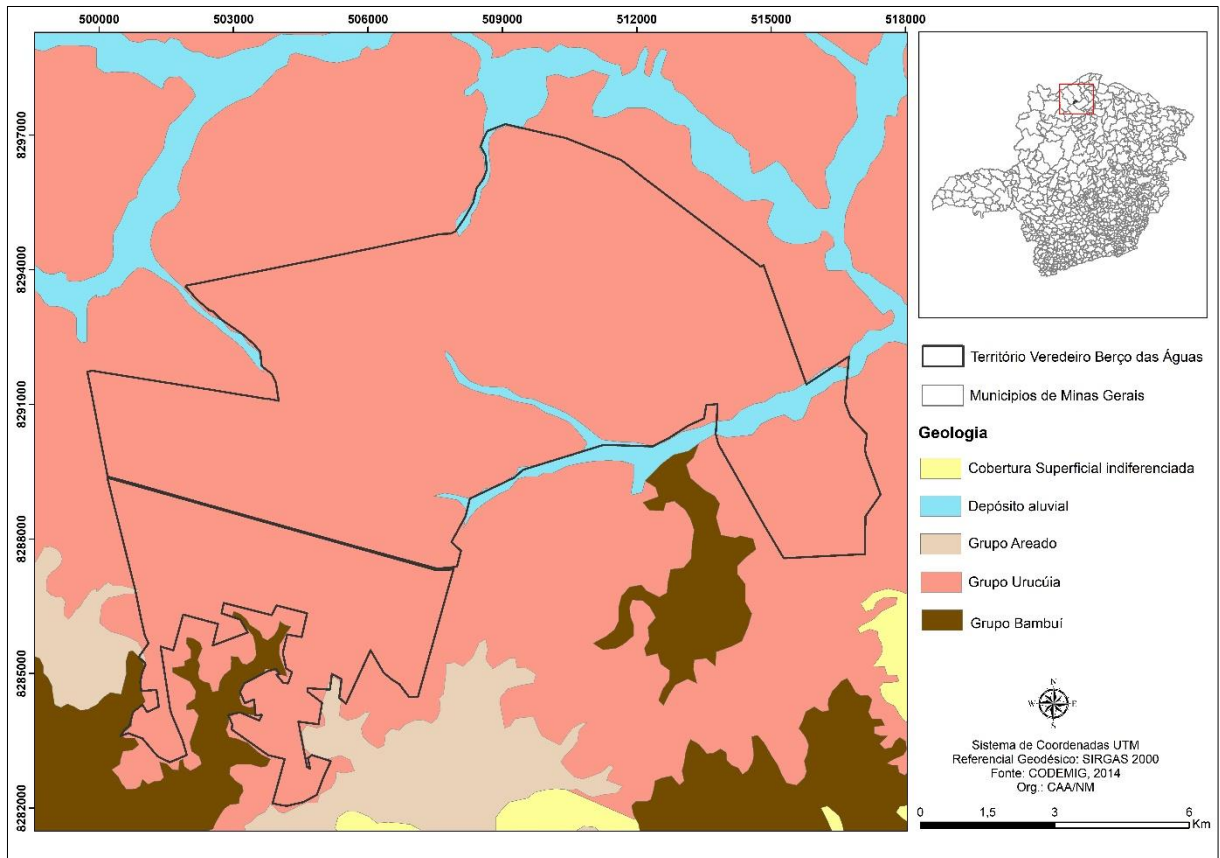 500000 503000 506000 509000 512000 515000 518000
8297000
8294000
8291000
8288000
8285000
8282000
Território Veredeiro Berço das Águas
Municipios de Minas Gerais
Geologia
Cobertura Superficial indiferenciada
Depósito aluvial
Grupo Areado
Grupo Urucúia
Grupo Bambuí
N
W E
S
Sistema de Coordenadas UTM
Referencial Geodésico: SIRGAS 2000
Fonte: CODEMIG, 2014
Org.: CAA/NM
0 1,5 3 6
Km